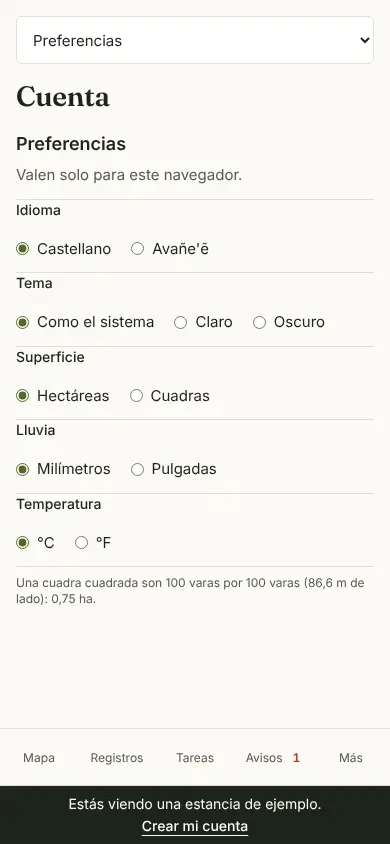 Preferencias
Cuenta
Preferencias
Valen solo para este navegador.
Idioma
Castellano Avañe'ẽ
Tema
Como el sistema Claro Oscuro
Superficie
Hectáreas Cuadras
Lluvia
Milímetros Pulgadas
Temperatura
°C °F
Una cuadra cuadrada son 100 varas por 100 varas (86,6 m de
lado): 0,75 ha.
Mapa Registros Tareas Avisos 1 Más
Estás viendo una estancia de ejemplo.
Crear mi cuenta